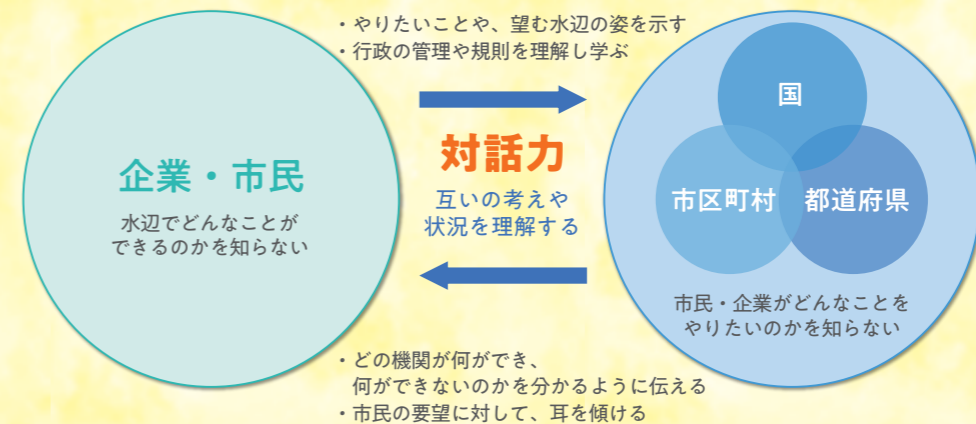 ・やりたいことや、望む水辺の姿を示す
・行政の管理や規則を理解し学ぶ
企業・市民
水辺でどんなことが
できるのかを知らない
対話力
互いの考えや
状況を理解する
国
市区町村
都道府県
市民・企業がどんなことを
やりたいのかを知らない
・どの機関が何ができ、
何ができないのかを分かるように伝える
・市民の要望に対して、耳を傾ける